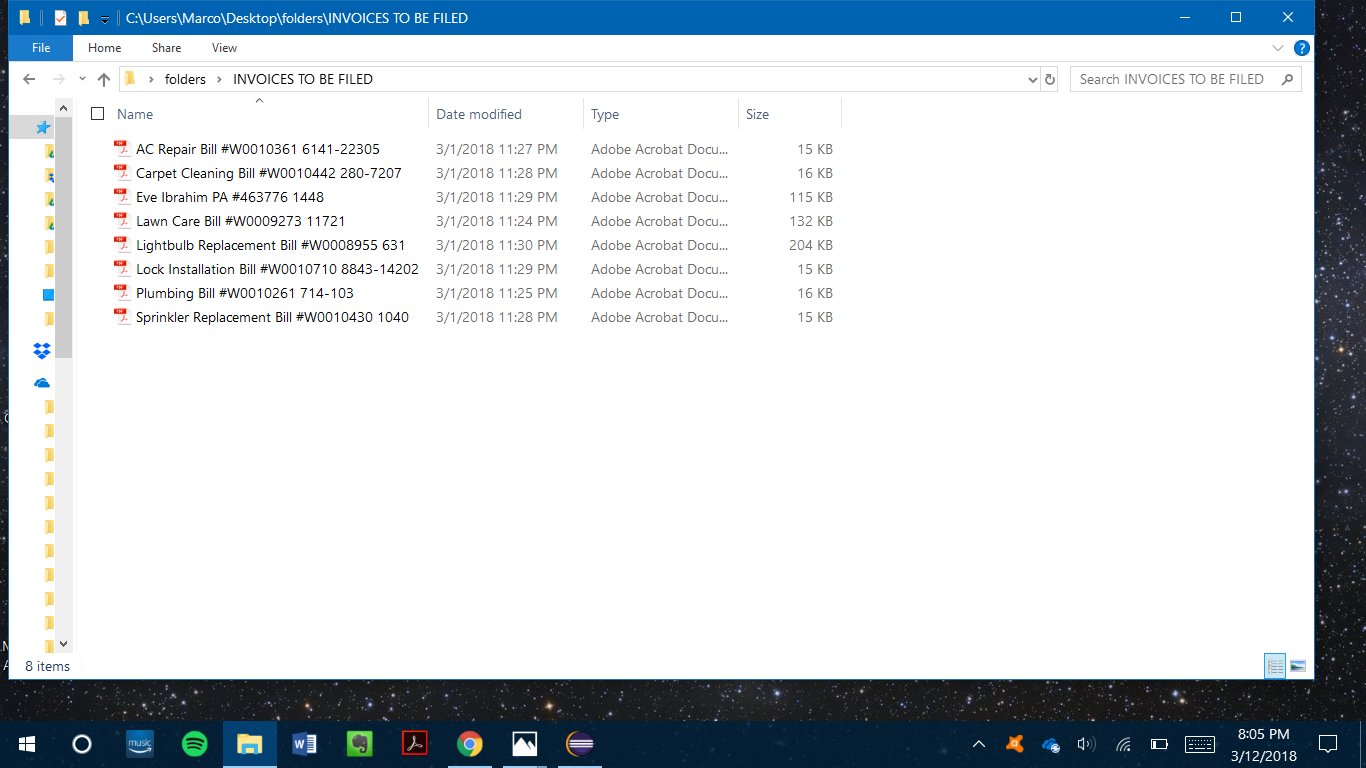 C:\Users\Marco\Desktop\folders\INVOICES TO BE FILED
File Home Share View
folders INVOICES TO BE FILED Search INVOICES TO BE FILED
Name Date modified Type Size
AC Repair Bill #W0010361 6141-22305 3/1/2018 11:27 PM Adobe Acrobat Docu... 15 KB
Carpet Cleaning Bill #W0010442 280-7207 3/1/2018 11:28 PM Adobe Acrobat Docu... 16 KB
Eve Ibrahim PA #463776 1448 3/1/2018 11:29 PM Adobe Acrobat Docu... 115 KB
Lawn Care Bill #W0009273 11721 3/1/2018 11:24 PM Adobe Acrobat Docu... 132 KB
Lightbulb Replacement Bill #W0008955 631 3/1/2018 11:30 PM Adobe Acrobat Docu... 204 KB
Lock Installation Bill #W0010710 8843-14202 3/1/2018 11:29 PM Adobe Acrobat Docu... 15 KB
Plumbing Bill #W0010261 714-103 3/1/2018 11:25 PM Adobe Acrobat Docu... 16 KB
Sprinkler Replacement Bill #W0010430 1040 3/1/2018 11:28 PM Adobe Acrobat Docu... 15 KB
8 items
music
8:05 PM
3/12/2018